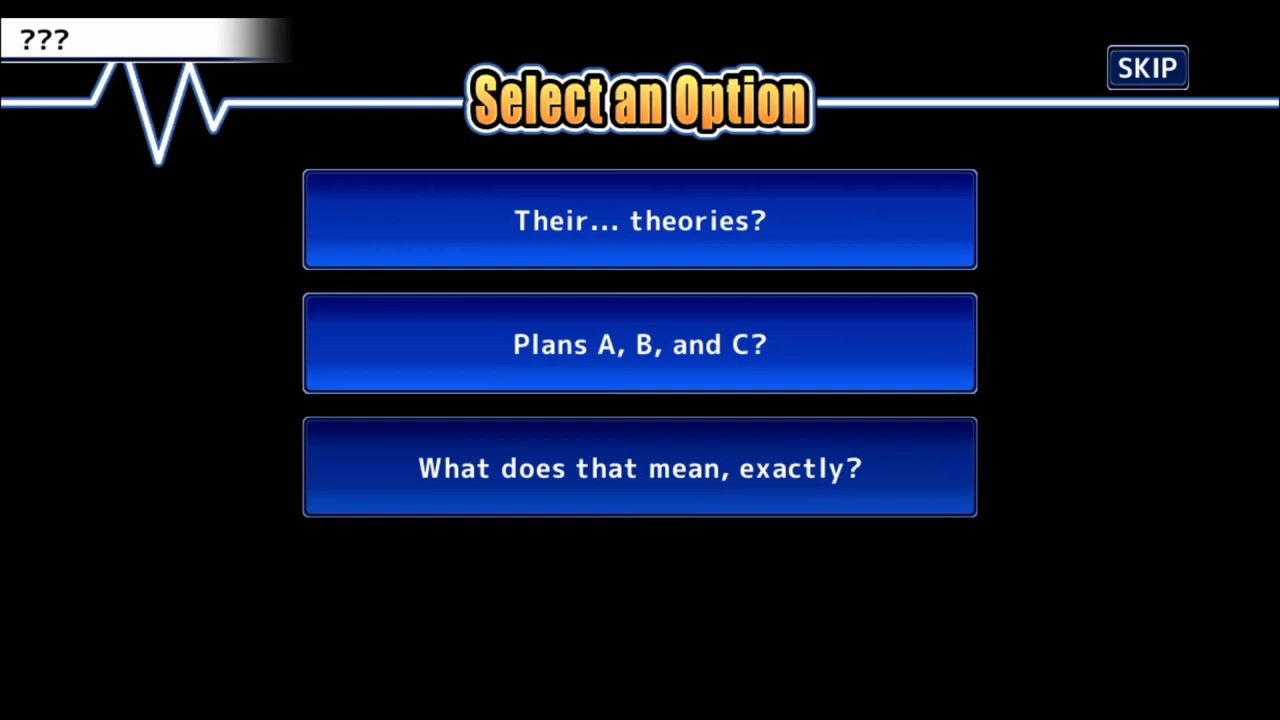 ???
SKIP
Select an Option
Their... theories?
Plans A, B, and C?
What does that mean, exactly?